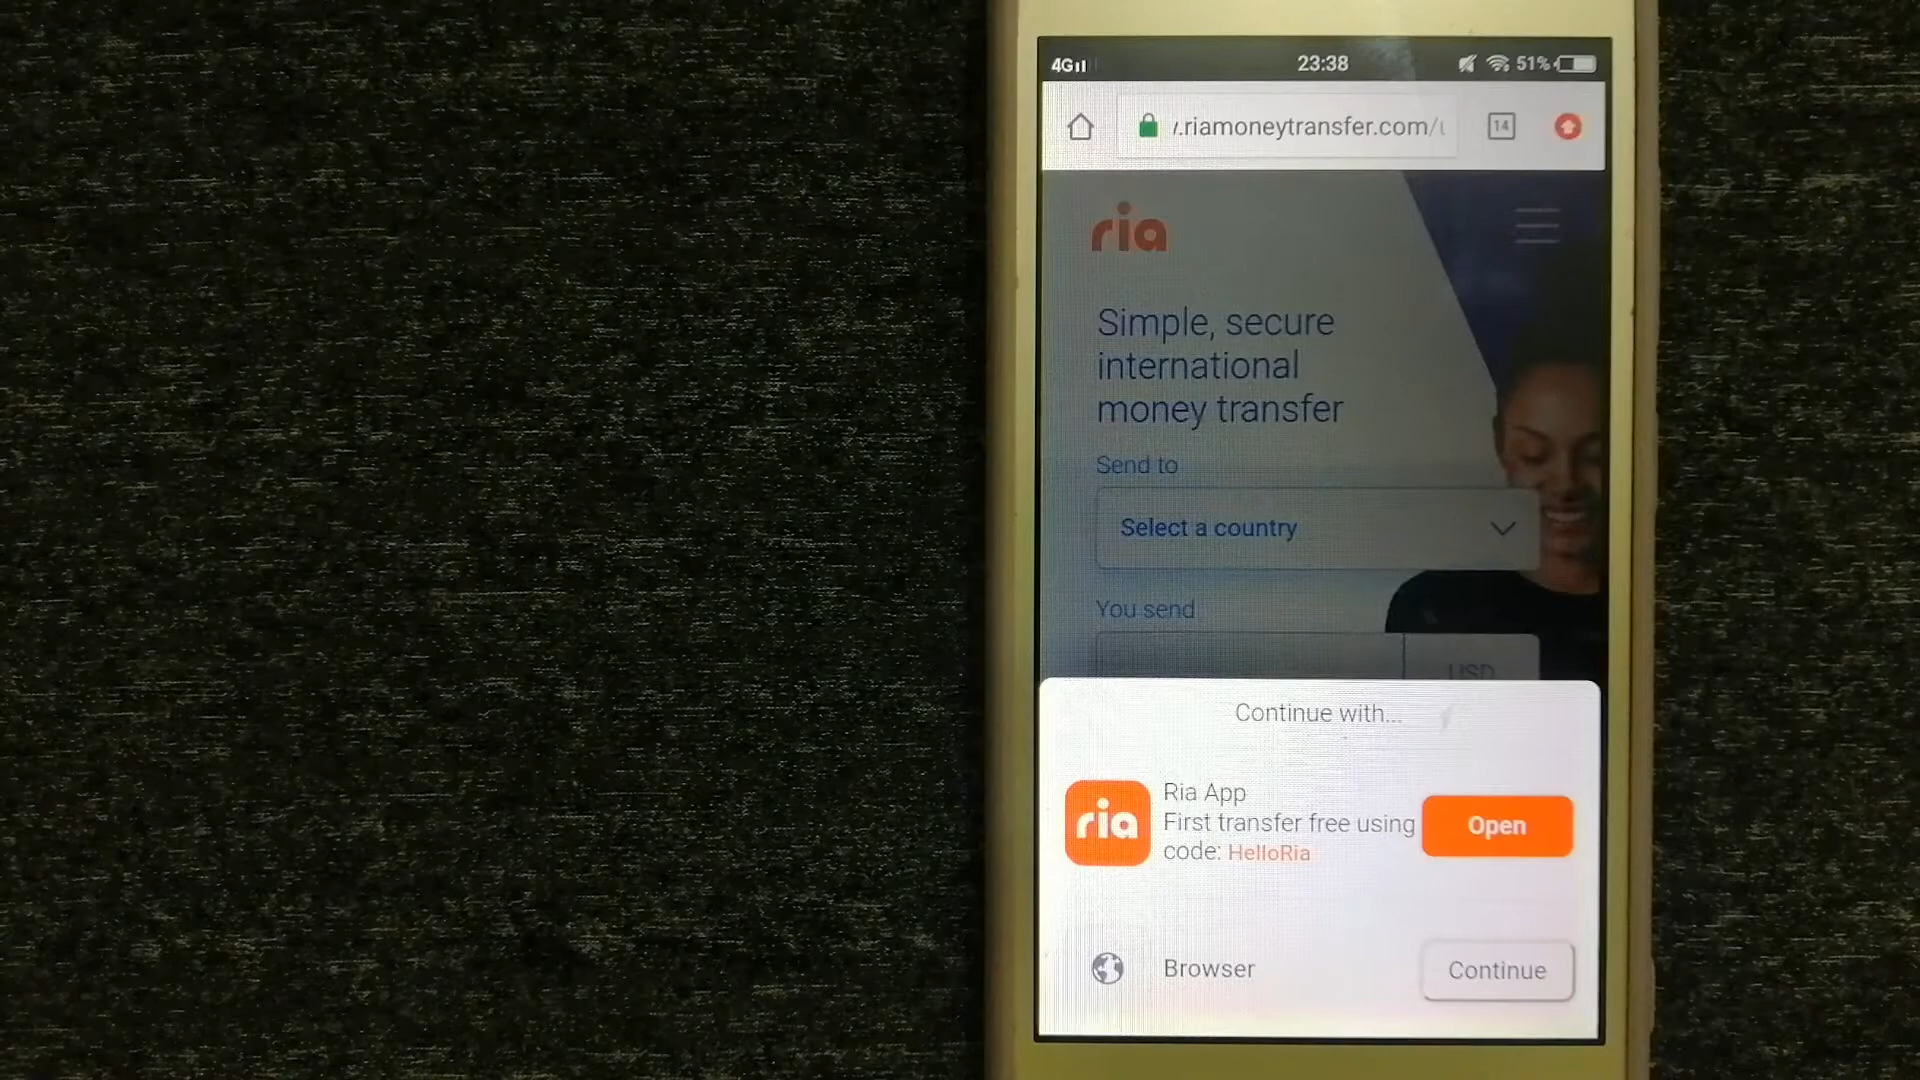 4G
23:38
51%
.riamoneytransfer.com/
14
ria
Simple, secure
international
money transfer
Send to
Select a country
You send
USD
Continue with...
ria
Ria App
First transfer free using
code: HelloRia
Open
Browser
Continue